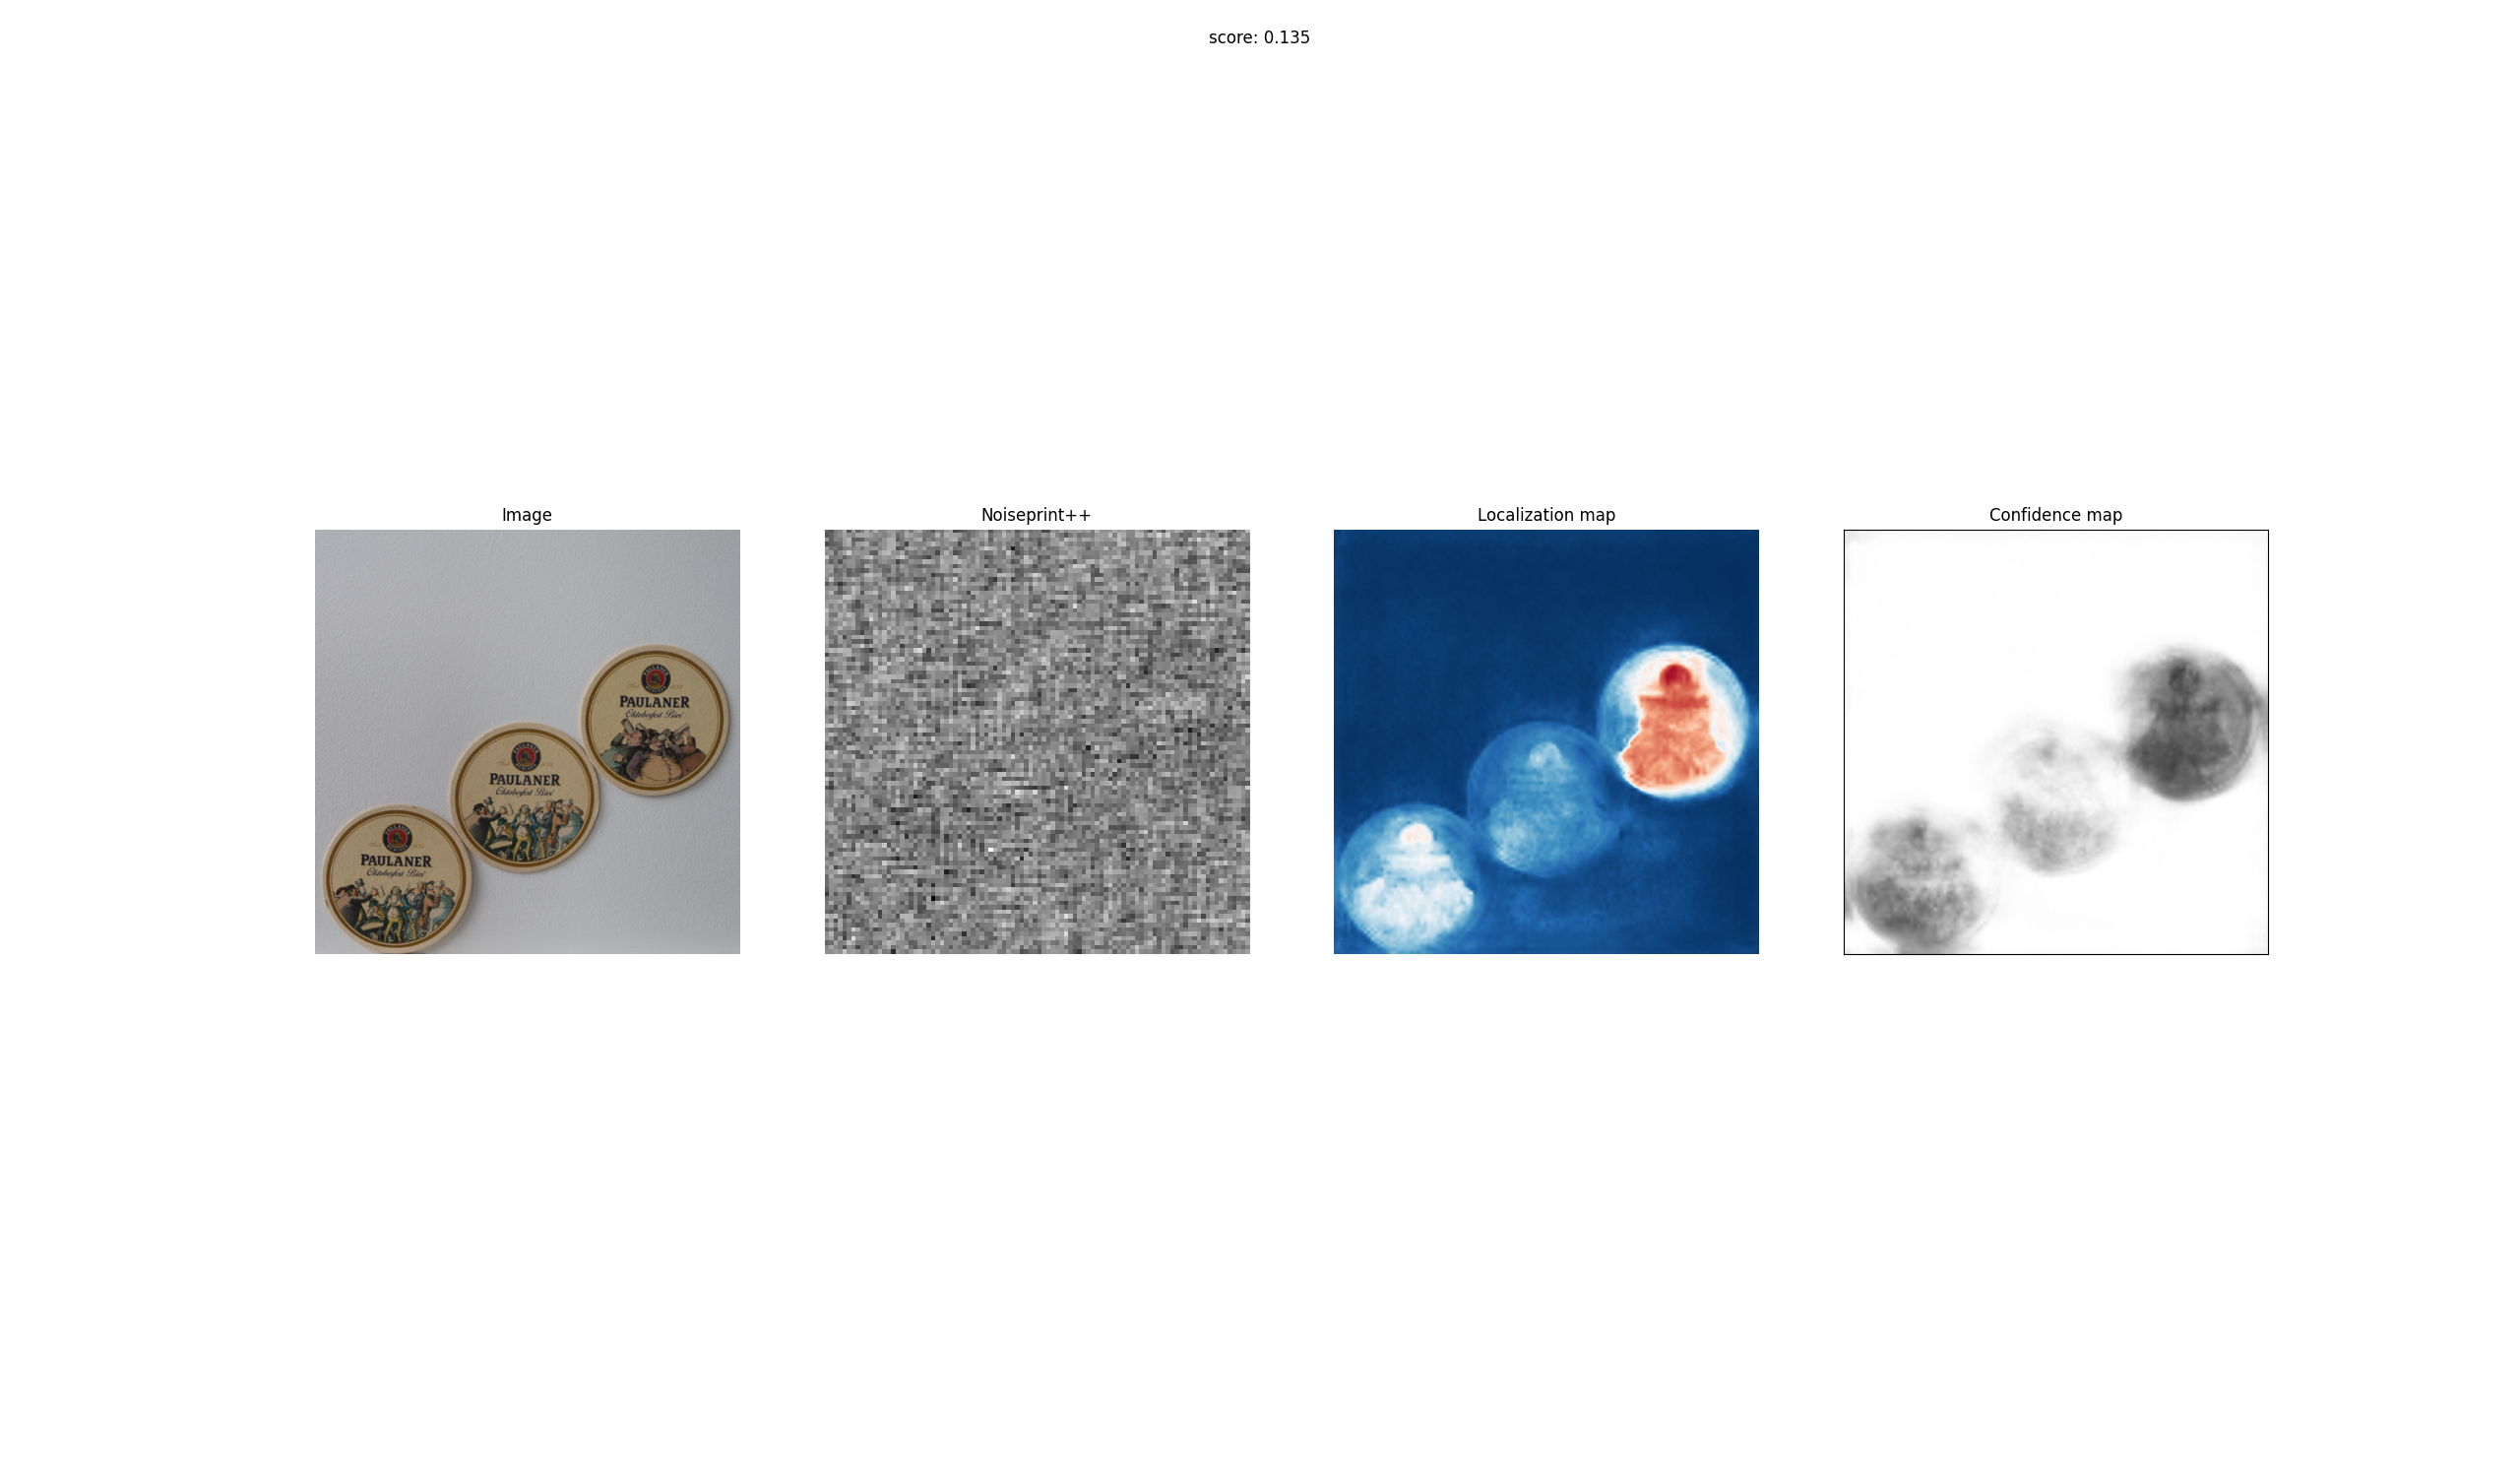 score: 0.135
Image
Noiseprint++
Localization map
Confidence map
PAULANER
Oktoberfest Bier
PAULANER
Oktoberfest Bier
PAULANER
Oktoberfest Bier